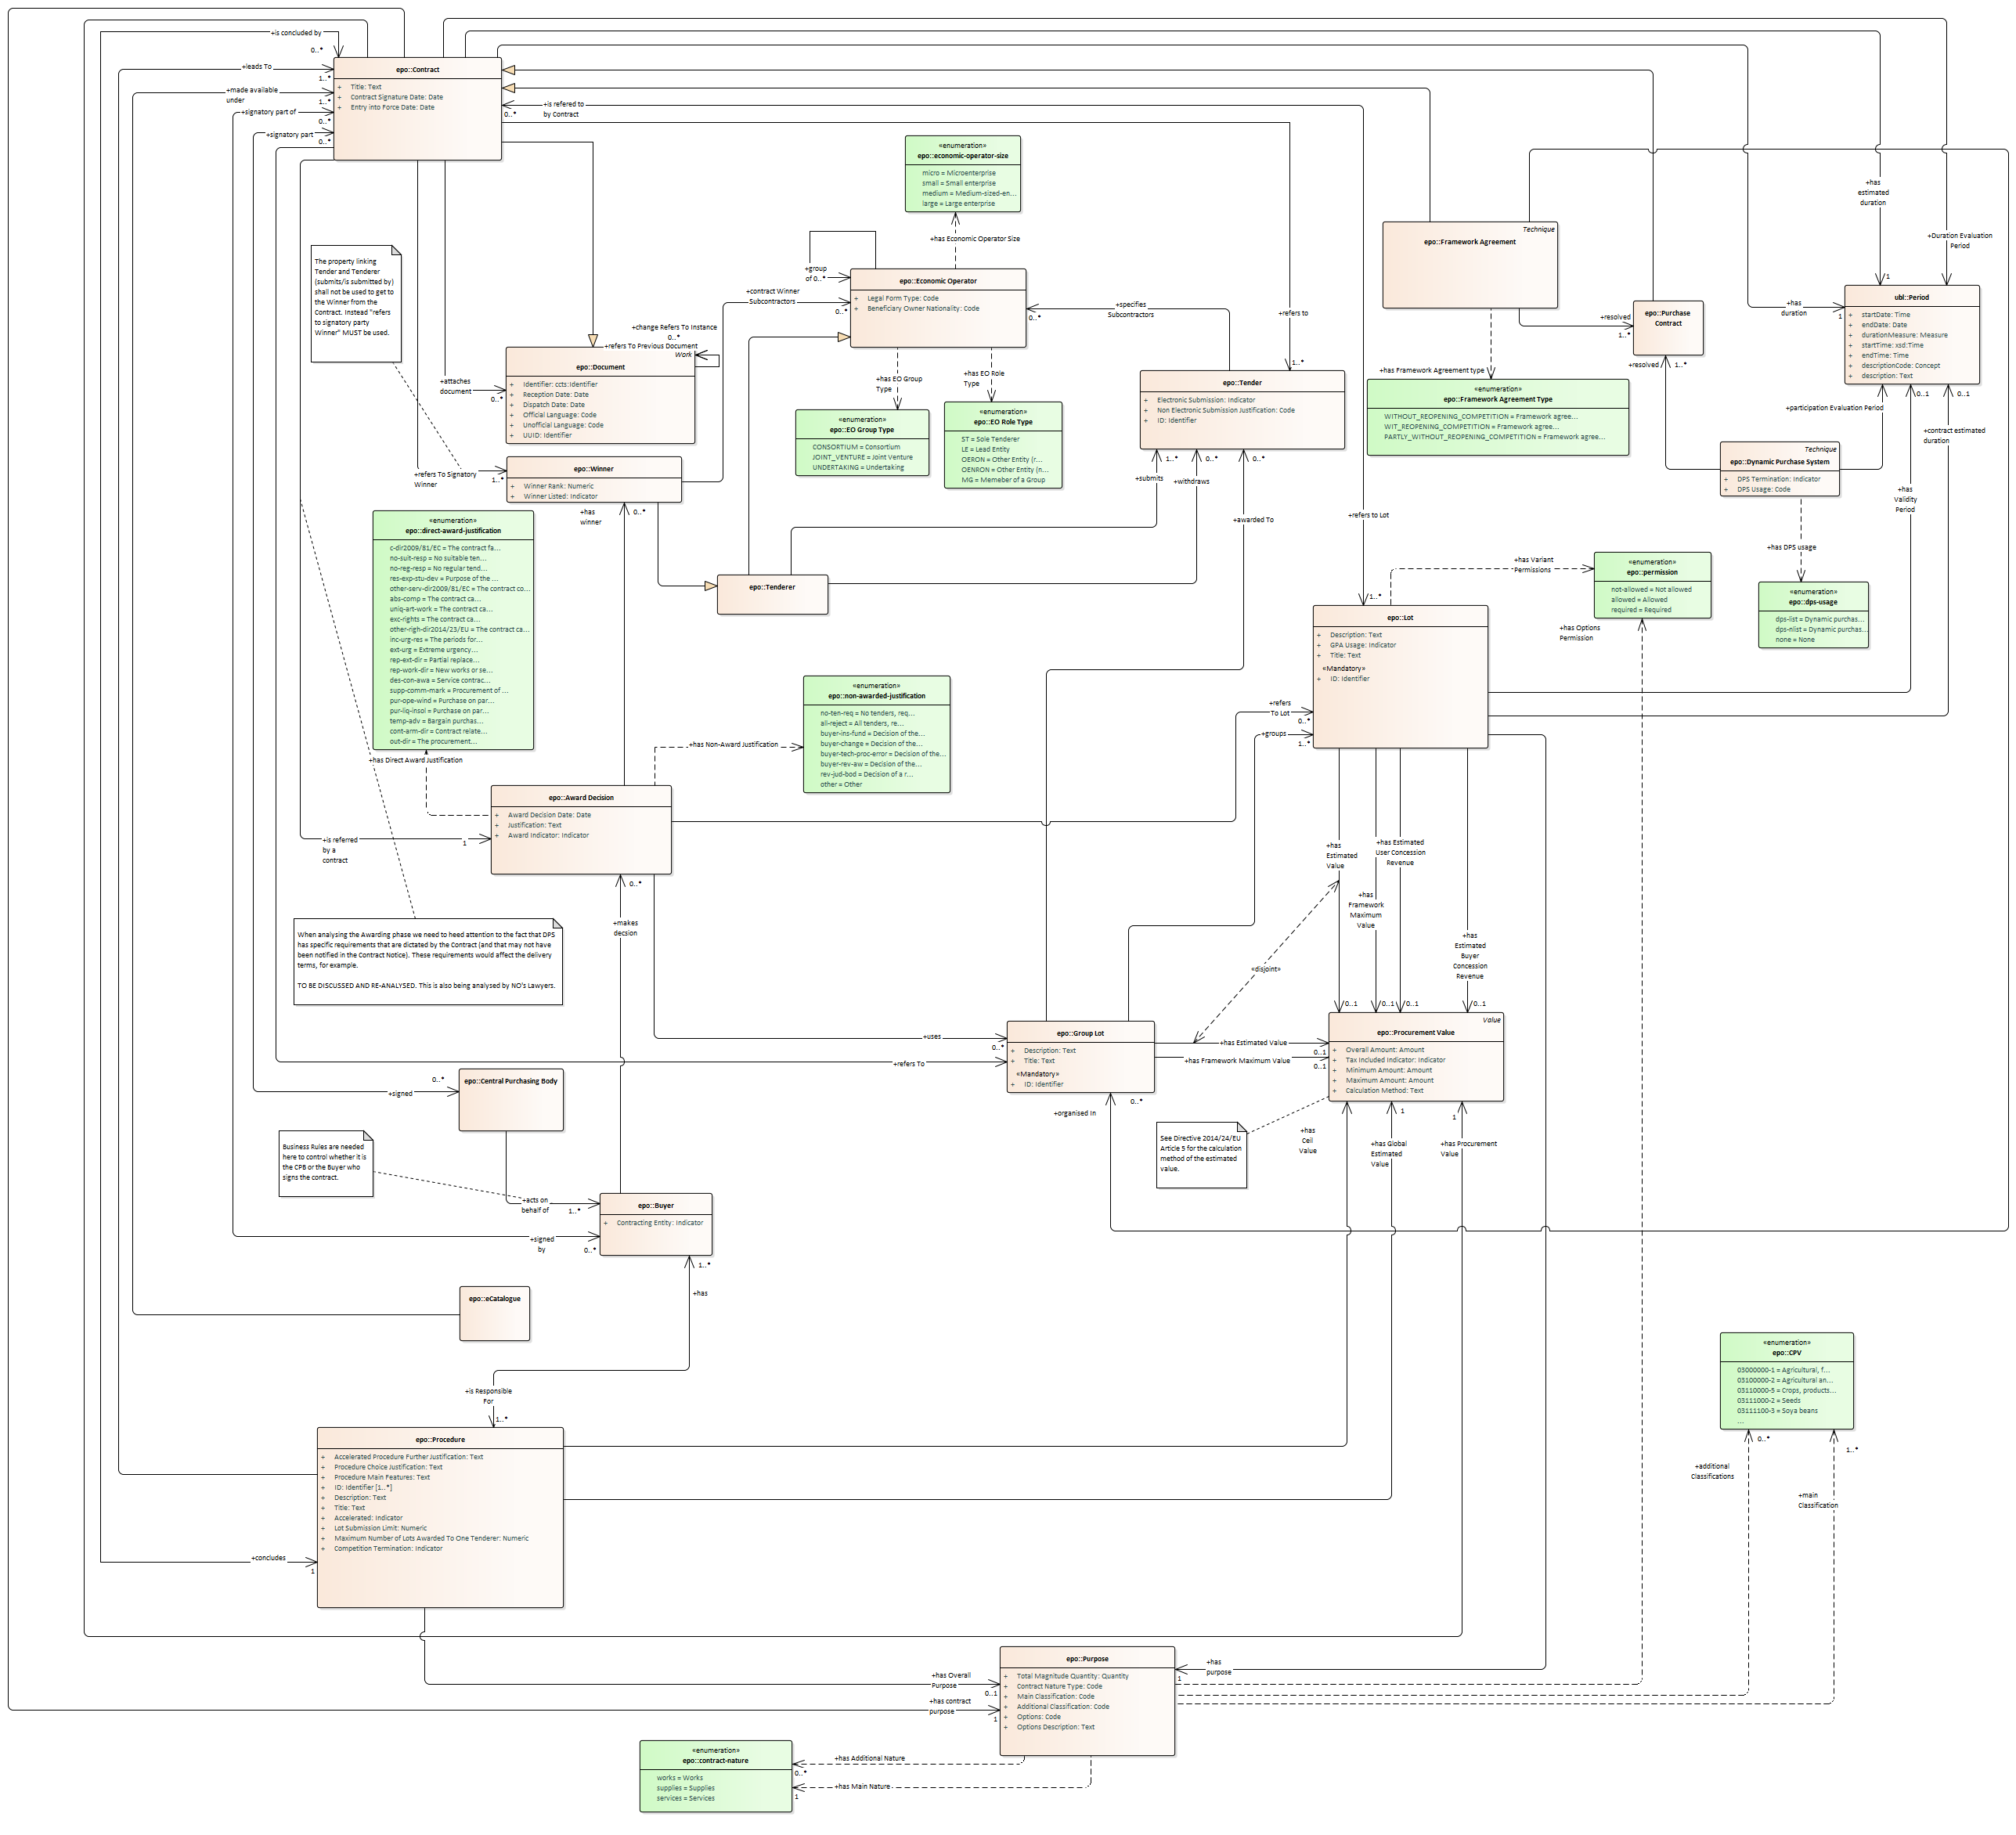 +is concluded by
0..*
+leads To
1..*
+made available
under
1..*
+signatory part of
0..*
+signatory part
0..*
epo::Contract
+ Title: Text
+ Contract Signature Date: Date
+ Entry into Force Date: Date
+is refered to
by Contract
0..*
«enumeration»
epo::economic-operator-size
micro = Microenterprise
small = Small enterprise
medium = Medium-sized-en...
large = Large enterprise
+has Economic Operator Size
+group
of 0..*
epo::Economic Operator
+ Legal Form Type: Code
+ Beneficiary Owner Nationality: Code
+contract Winner
Subcontractors
0..*
+specifies
Subcontractors
0..*
+refers to
1..*
Technique
epo::Framework Agreement
+has
estimated
duration
1
+Duration Evaluation
Period
+has
duration
1
ubl::Period
+ startDate: Time
+ endDate: Date
+ durationMeasure: Measure
+ startTime: xsd:Time
+ endTime: Time
+ descriptionCode: Concept
+ description: Text
epo::Purchase
Contract
+resolved
1..*
+resolved
1..*
The property linking
Tender and Tenderer
(submits/is submitted by)
shall not be used to get to
the Winner from the
Contract. Instead "refers
to signatory party
Winner" MUST be used.
+change Refers To Instance
0..*
+refers To Previous Document
Work
epo::Document
+ Identifier: ccts:Identifier
+ Reception Date: Date
+ Dispatch Date: Date
+ Official Language: Code
+ Unofficial Language: Code
+ UUID: Identifier
+attaches
document
0..*
+has EO Group
Type
+has EO Role
Type
«enumeration»
epo::EO Group Type
CONSORTIUM = Consortium
JOINT_VENTURE = Joint Venture
UNDERTAKING = Undertaking
«enumeration»
epo::EO Role Type
ST = Sole Tenderer
LE = Lead Entity
OERON = Other Entity (r...
OENRON = Other Entity (n...
MG = Memeber of a Group
epo::Tender
+ Electronic Submission: Indicator
+ Non Electronic Submission Justification: Code
+ ID: Identifier
+has Framework Agreement type
«enumeration»
epo::Framework Agreement Type
WITHOUT_REOPENING_COMPETITION = Framework agree...
WIT_REOPENING_COMPETITION = Framework agree...
PARTLY_WITHOUT_REOPENING_COMPETITION = Framework agree...
+participation Evaluation Period
0..1
0..1
+contract estimated
duration
Technique
epo::Dynamic Purchase System
+ DPS Termination: Indicator
+ DPS Usage: Code
+has
Validity
Period
+has DPS usage
«enumeration»
epo::dps-usage
dps-list = Dynamic purchas...
dps-nlist = Dynamic purchas...
none = None
+refers To Signatory
Winner
1..*
epo::Winner
+ Winner Rank: Numeric
+ Winner Listed: Indicator
+has
winner
0..*
+submits
1..*
+withdraws
0..*
+awarded To
0..*
+refers to Lot
1..*
epo::Tenderer
«enumeration»
epo::direct-award-justification
c-dir2009/81/EC = The contract fa...
no-suit-resp = No suitable ten...
no-reg-resp = No regular tend...
res-exp-stu-dev = Purpose of the ...
other-serv-dir2009/81/EC = The contract co...
abs-comp = The contract ca...
uniq-art-work = The contract ca...
exc-rights = The contract ca...
other-righ-dir2014/23/EU = The contract ca...
inc-urg-res = The periods for...
ext-urg = Extreme urgency...
rep-ext-dir = Partial replace...
rep-work-dir = New works or se...
des-con-awa = Service contrac...
supp-comm-mark = Procurement of ...
pur-ope-wind = Purchase on par...
pur-liq-insol = Purchase on par...
temp-adv = Bargain purchas...
cont-arm-dir = Contract relate...
out-dir = The procurement...
+has Direct Award Justification
+has Variant
Permissions
«enumeration»
epo::permission
not-allowed = Not allowed
allowed = Allowed
required = Required
+has Options
Permission
epo::Lot
+ Description: Text
+ GPA Usage: Indicator
+ Title: Text
«Mandatory»
+ ID: Identifier
«enumeration»
epo::non-awarded-justification
no-ten-req = No tenders, req...
all-reject = All tenders, re...
buyer-ins-fund = Decision of the...
buyer-change = Decision of the...
buyer-tech-proc-error = Decision of the...
buyer-rev-aw = Decision of the...
rev-jud-bod = Decision of a r...
other = Other
+has Non-Award Justification
+refers
To Lot
0..*
+groups
1..*
epo::Award Decision
+ Award Decision Date: Date
+ Justification: Text
+ Award Indicator: Indicator
+is referred
by a
contract
1
0..*
+makes
decsion
+has
Estimated
Value
+has Estimated
User Concession
Revenue
+has
Framework
Maximum
Value
+has
Estimated
Buyer
Concession
Revenue
«disjoint»
0..1
0..1
0..1
0..1
When analysing the Awarding phase we need to heed attention to the fact that DPS
has specific requirements that are dictated by the Contract (and that may not have
been notified in the Contract Notice). These requirements would affect the delivery
terms, for example.
TO BE DISCUSSED AND RE-ANALYSED. This is also being analysed by NO's Lawyers.
+uses
0..*
+refers To
epo::Group Lot
+ Description: Text
+ Title: Text
«Mandatory»
+ ID: Identifier
+has Estimated Value
0..1
+has Framework Maximum Value
0..1
Value
epo::Procurement Value
+ Overall Amount: Amount
+ Tax Included Indicator: Indicator
+ Minimum Amount: Amount
+ Maximum Amount: Amount
+ Calculation Method: Text
+organised In
0..*
See Directive 2014/24/EU
Article 5 for the calculation
method of the estimated
value.
+has
Ceil
Value
+has Global
Estimated
Value
1
+has Procurement
Value
1
0..*
+signed
epo::Central Purchasing Body
Business Rules are needed
here to control whether it is
the CPB or the Buyer who
signs the contract.
+acts on
behalf of
1..*
+signed
by
0..*
epo::Buyer
+ Contracting Entity: Indicator
1..*
+has
epo::eCatalogue
+is Responsible
For
1..*
epo::Procedure
+ Accelerated Procedure Further Justification: Text
+ Procedure Choice Justification: Text
+ Procedure Main Features: Text
+ ID: Identifier [1..*]
+ Description: Text
+ Title: Text
+ Accelerated: Indicator
+ Lot Submission Limit: Numeric
+ Maximum Number of Lots Awarded To One Tenderer: Numeric
+ Competition Termination: Indicator
+concludes
1
«enumeration»
epo::CPV
03000000-1 = Agricultural, f...
03100000-2 = Agricultural an...
03110000-5 = Crops, products...
03111000-2 = Seeds
03111100-3 = Soya beans
...
0..*
1..*
+additional
Classifications
+main
Classification
+has Overall
Purpose
0..1
+has contract
purpose
1
epo::Purpose
+ Total Magnitude Quantity: Quantity
+ Contract Nature Type: Code
+ Main Classification: Code
+ Additional Classification: Code
+ Options: Code
+ Options Description: Text
+has
purpose
1
«enumeration»
epo::contract-nature
works = Works
supplies = Supplies
services = Services
+has Additional Nature
0..*
+has Main Nature
1